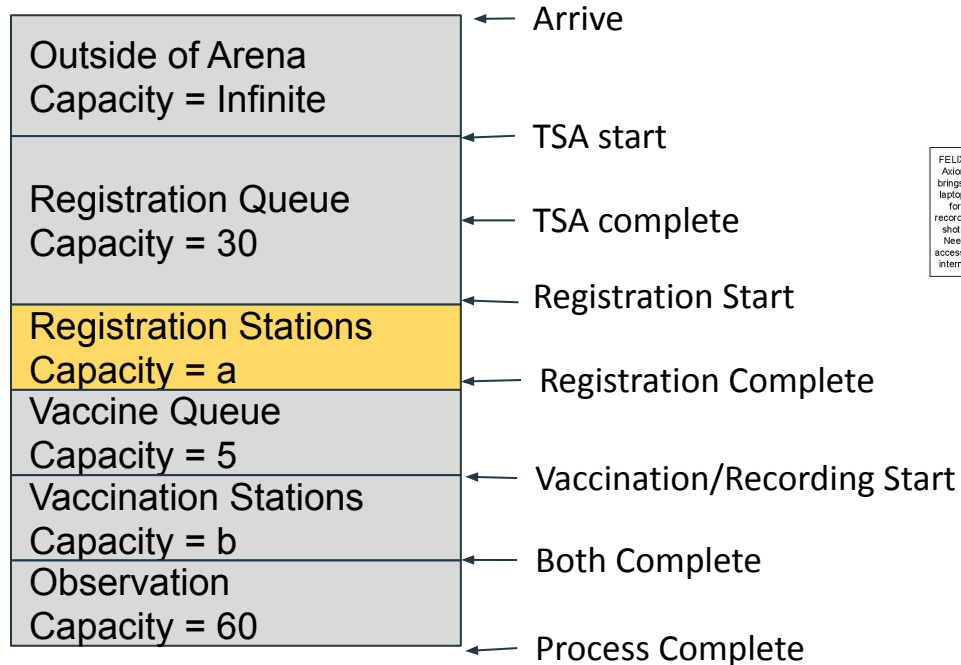 Arrive
Outside of Arena
Capacity = Infinite
TSA start
Registration Queue
Capacity = 30
TSA complete
Registration Start
Registration Stations
Capacity = a
Registration Complete
Vaccine Queue
Capacity = 5
Vaccination/Recording Start
Vaccination Stations
Capacity = b
Both Complete
Observation
Capacity = 60
Process Complete
brings
for